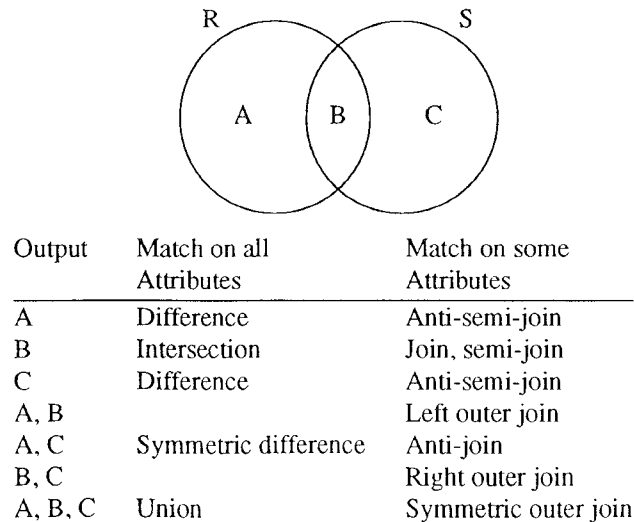 R S
A B C
Output Match on all Match on some
Attributes Attributes
A Difference Anti-semi-join
B Intersection Join, semi-join
C Difference Anti-semi-join
A, B Left outer join
A, C Symmetric difference Anti-join
B, C Right outer join
A, B, C Union Symmetric outer join